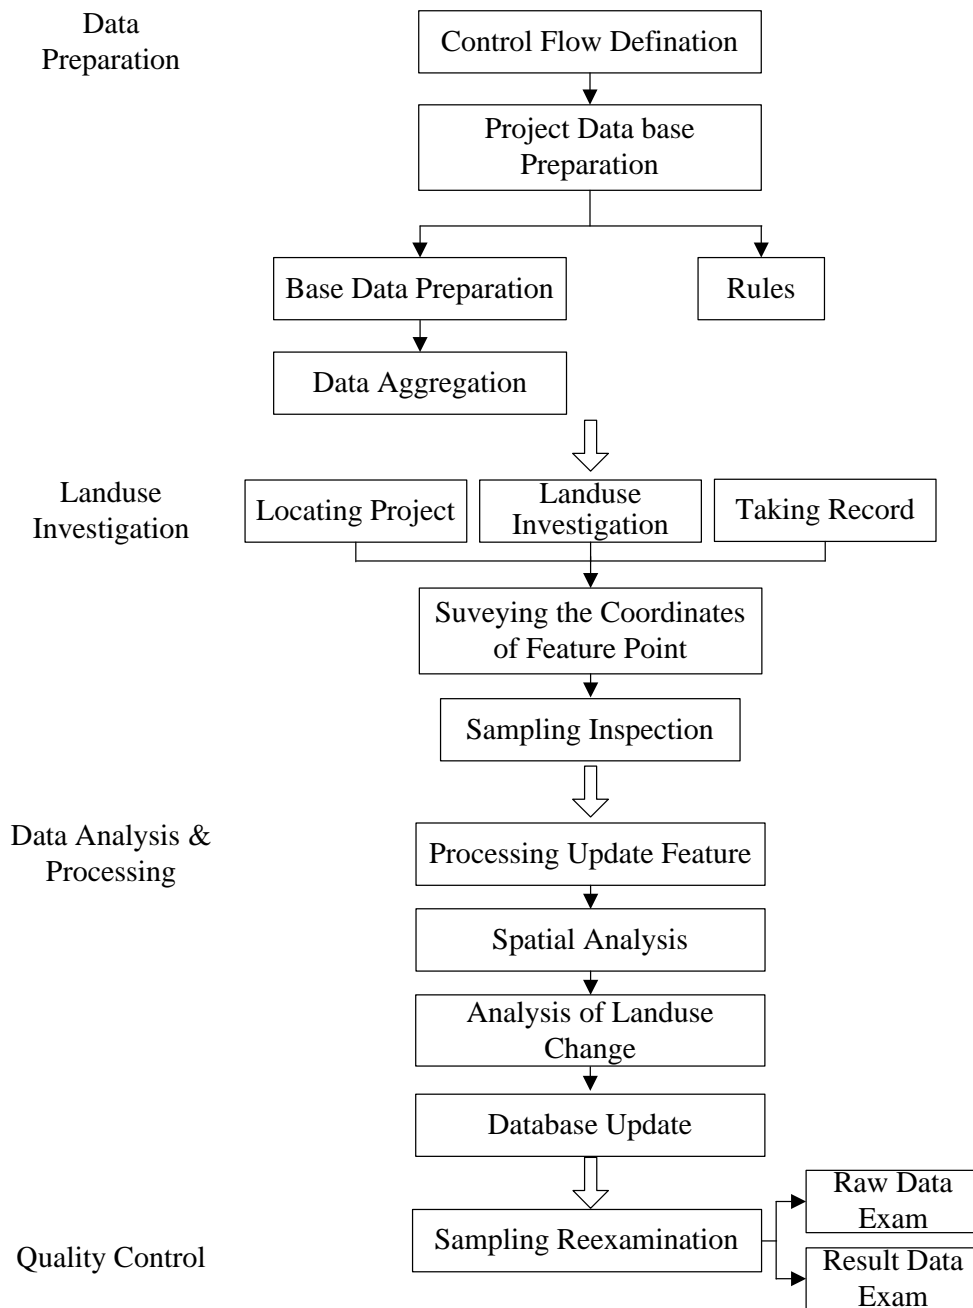 Data
Preparation
Control Flow Defination
Project Data base
Preparation
Base Data Preparation
Rules
Data Aggregation
Landuse
Investigation
Locating Project
Landuse
Investigation
Taking Record
Suveying the Coordinates
of Feature Point
Sampling Inspection
Data Analysis &
Processing
Processing Update Feature
Spatial Analysis
Analysis of Landuse
Change
Database Update
Quality Control
Sampling Reexamination
Raw Data
Exam
Result Data
Exam